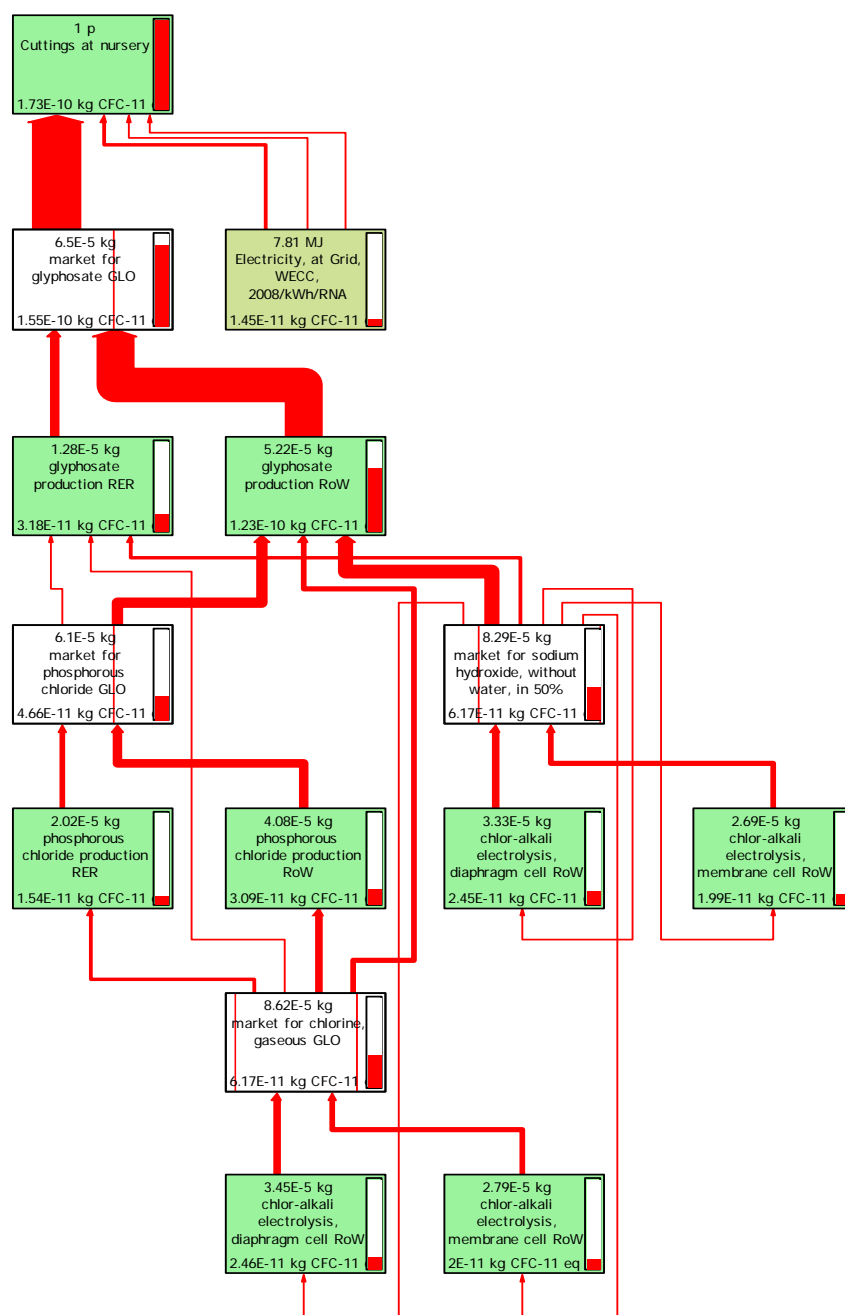 1 p
Cuttings at nursery
1.73E-10 kg CFC-11 e
6.5E-5 kg
market for
glyphosate GLO
1.55E-10 kg CFC-11 e
7.81 MJ
Electricity, at Grid,
WECC,
2008/kWh/RNA
1.45E-11 kg CFC-11 e
1.28E-5 kg
glyphosate
production RER
3.18E-11 kg CFC-11 e
5.22E-5 kg
glyphosate
production RoW
1.23E-10 kg CFC-11 e
6.1E-5 kg
market for
phosphorous
chloride GLO
4.66E-11 kg CFC-11 e
8.29E-5 kg
market for sodium
hydroxide, without
water, in 50%
6.17E-11 kg CFC-11 e
2.02E-5 kg
phosphorous
chloride production
RER
1.54E-11 kg CFC-11 e
4.08E-5 kg
phosphorous
chloride production
RoW
3.09E-11 kg CFC-11 e
3.33E-5 kg
chlor-alkali
electrolysis,
diaphragm cell RoW
2.45E-11 kg CFC-11 e
2.69E-5 kg
chlor-alkali
electrolysis,
membrane cell RoW
1.99E-11 kg CFC-11 e
8.62E-5 kg
market for chlorine,
gaseous GLO
6.17E-11 kg CFC-11 e
3.45E-5 kg
chlor-alkali
electrolysis,
diaphragm cell RoW
2.46E-11 kg CFC-11 e
2.79E-5 kg
chlor-alkali
electrolysis,
membrane cell RoW
2E-11 kg CFC-11 eq